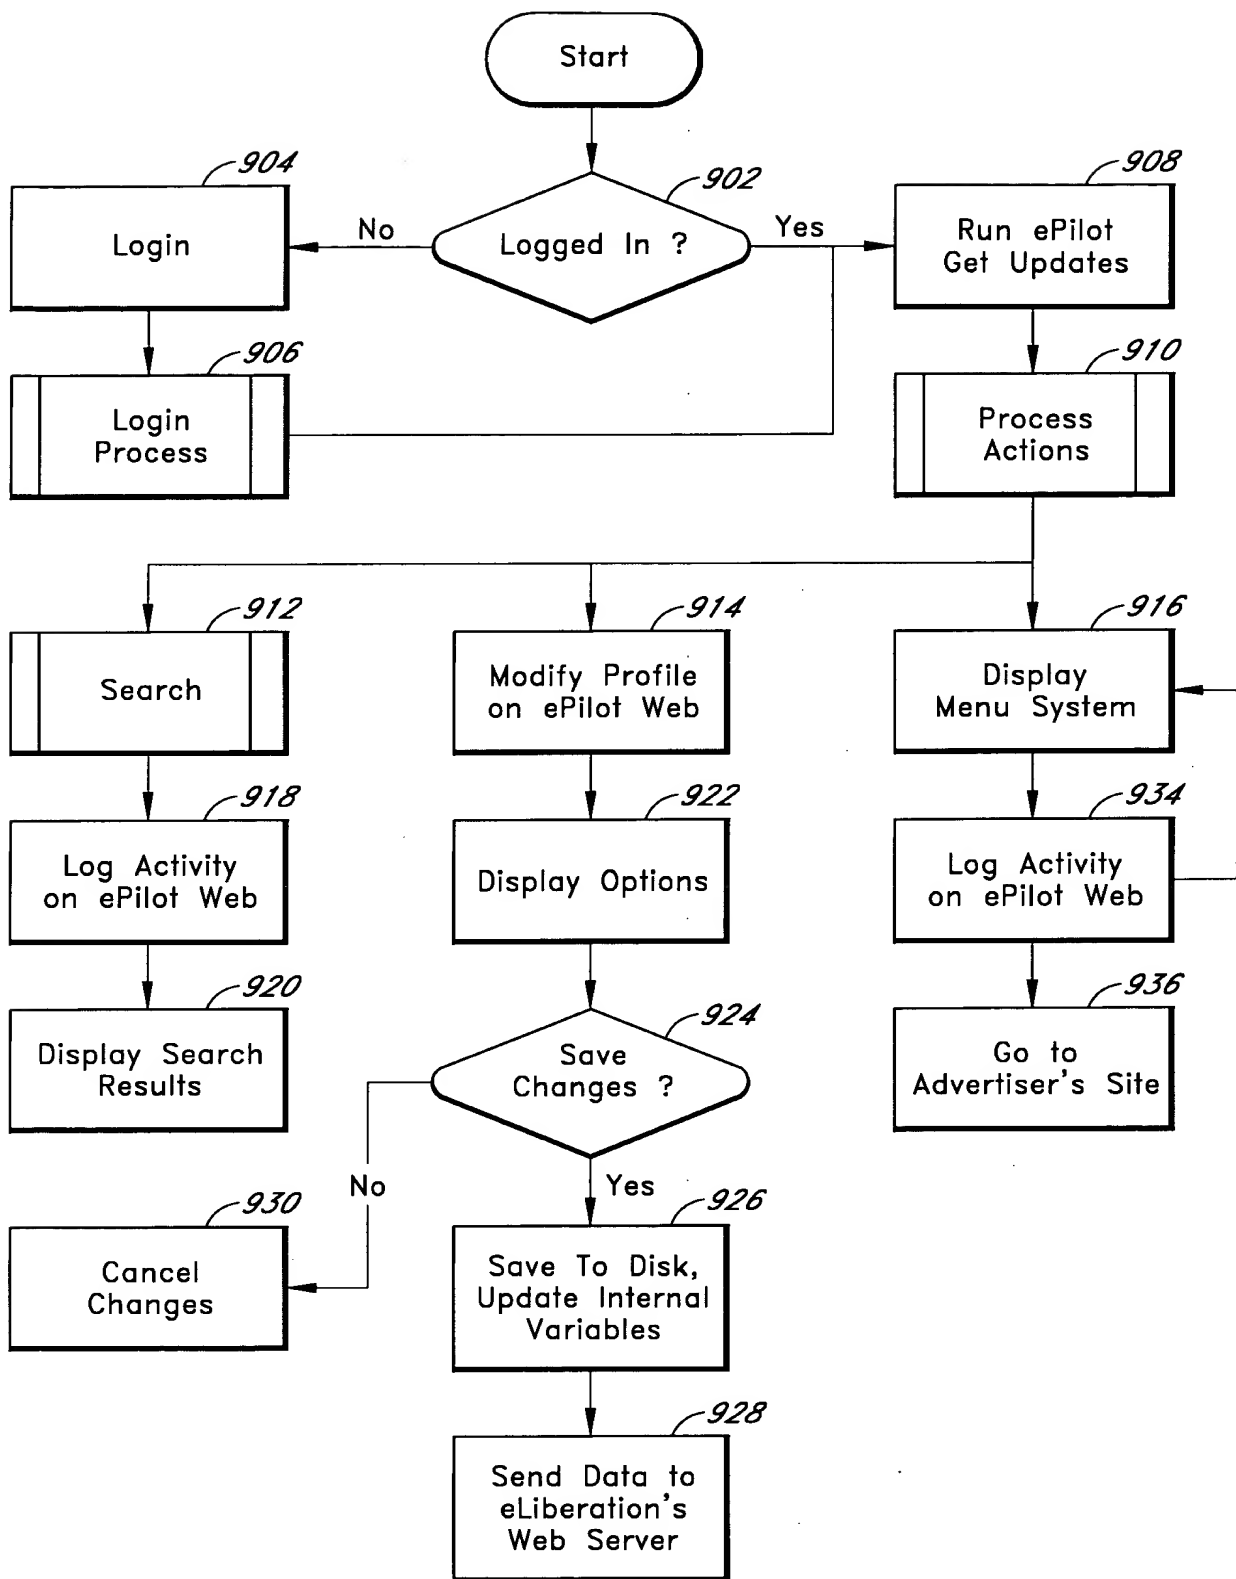 Start
904
902
908
Login
No
Logged In ?
Yes
Run ePilot
Get Updates
906
910
Login
Process
Process
Actions
912
914
916
Search
Modify Profile
on ePilot Web
Display
Menu System
918
922
934
Log Activity
on ePilot Web
Display Options
Log Activity
on ePilot Web
920
924
936
Display Search
Results
Save
Changes ?
Go to
Advertiser's Site
No
Yes
930
926
Cancel
Changes
Save To Disk,
Update Internal
Variables
928
Send Data to
eLiberation's
Web Server